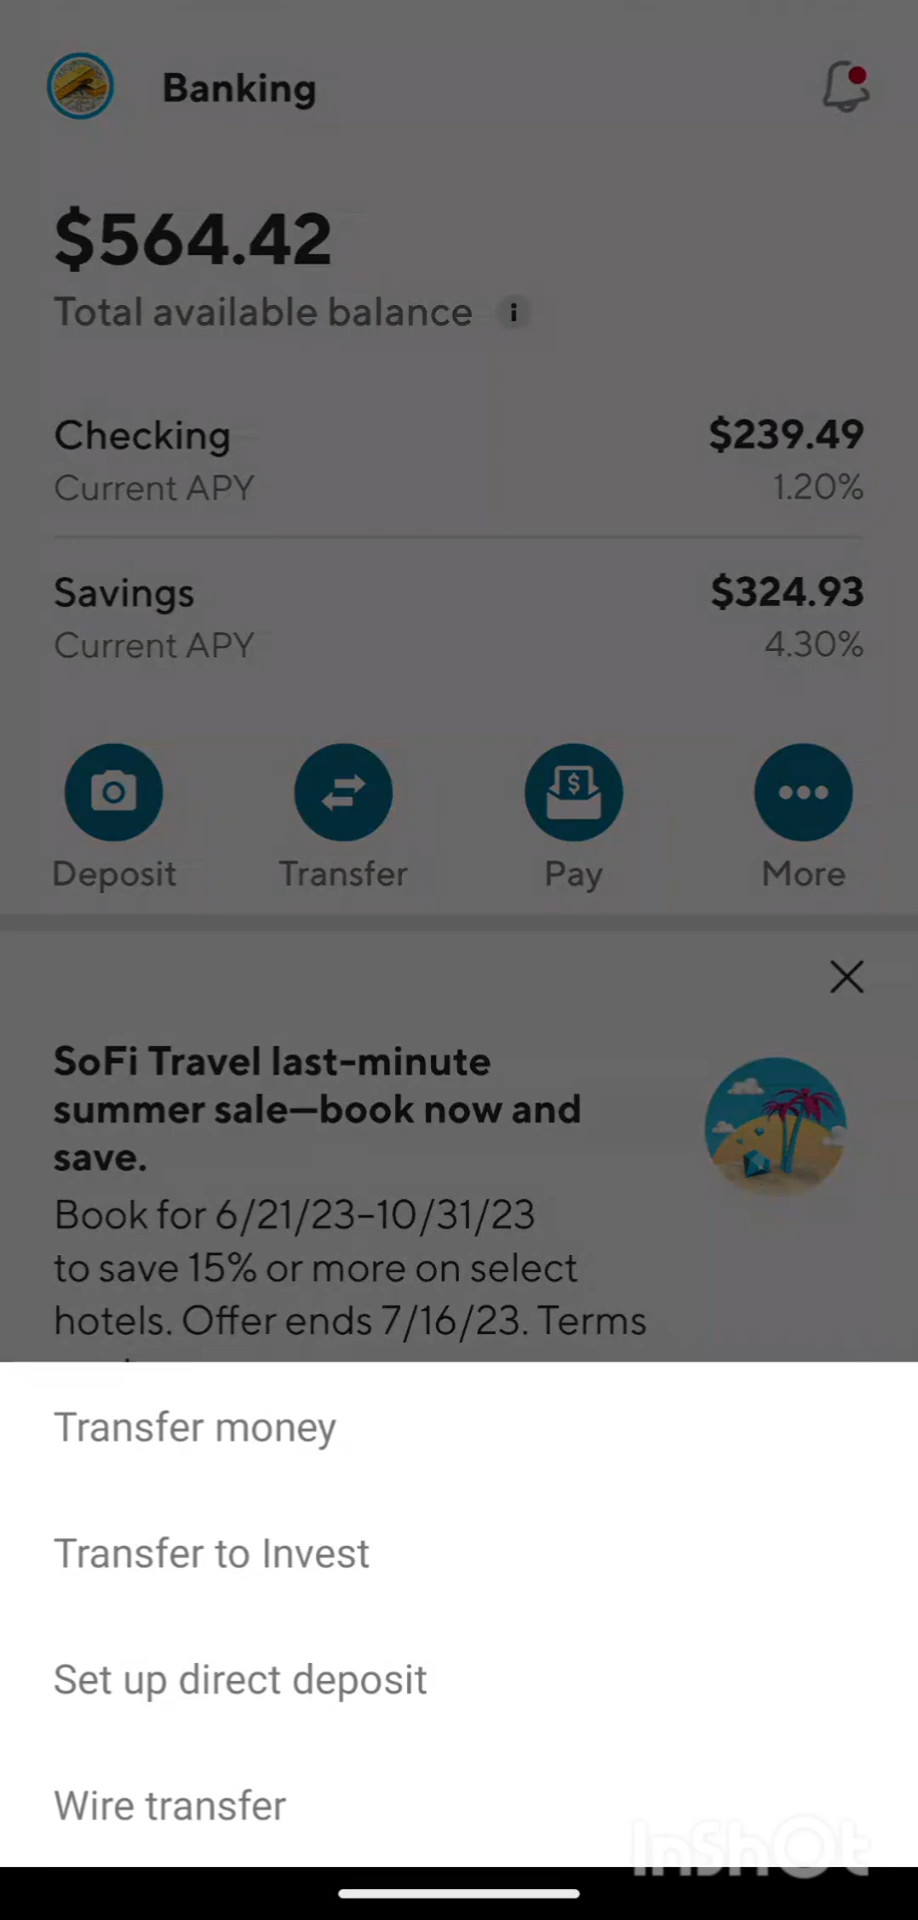 Banking
$564.42
Total available balance i
Checking $239.49
Current APY 1.20%
Savings $324.93
Current APY 4.30%
Deposit Transfer Pay More
SoFi Travel last-minute
summer sale—book now and
save.
Book for 6/21/23-10/31/23
to save 15% or more on select
hotels. Offer ends 7/16/23. Terms
Transfer money
Transfer to Invest
Set up direct deposit
Wire transfer
InShOt